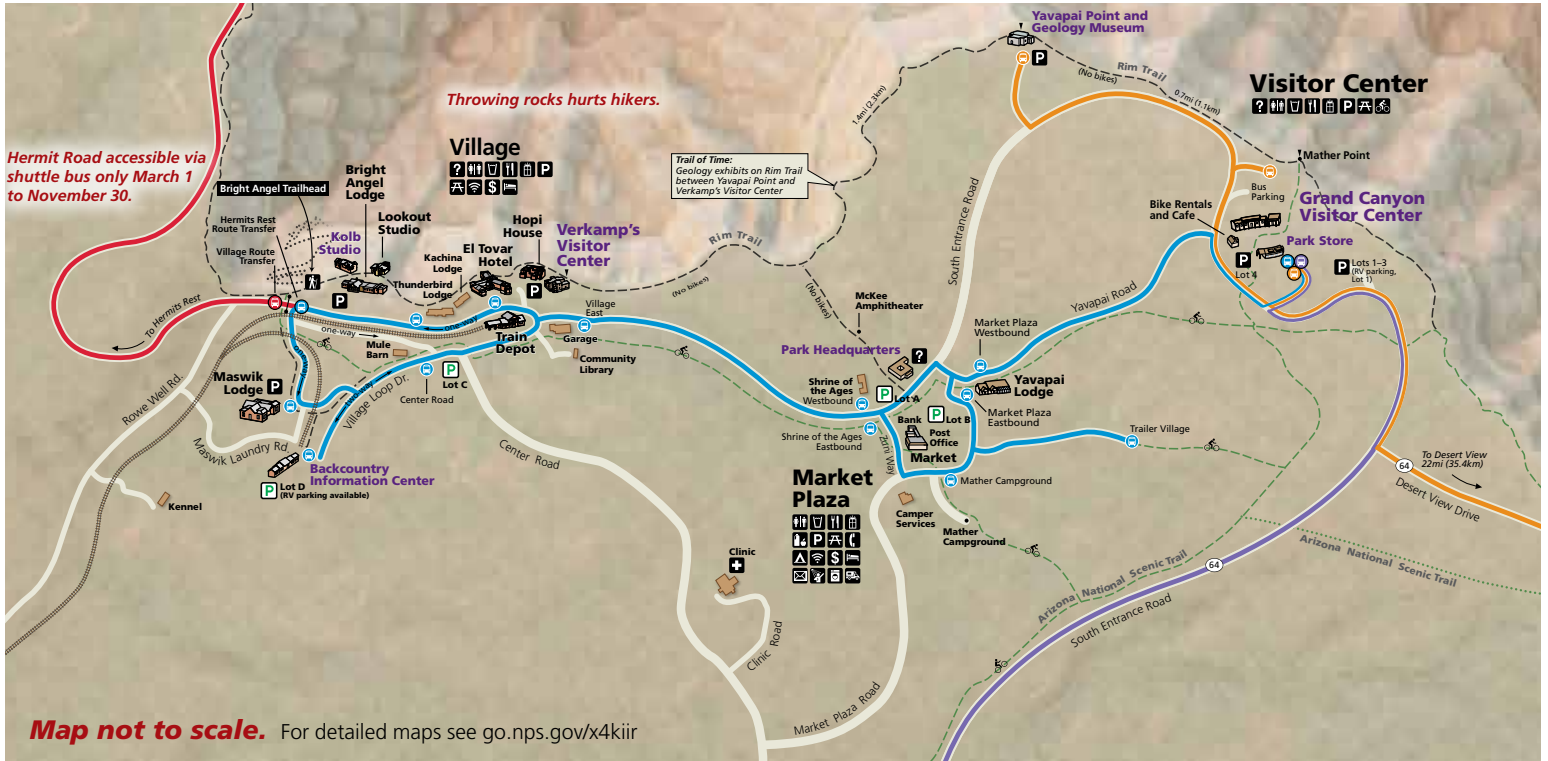 Yavapai Point and
Geology Museum
Rim Trail
(No bikes)
0.7mi (1.1km)
Visitor Center
?
P
P
Throwing rocks hurts hikers.
1.4mi (2.3km)
Hermit Road accessible via
shuttle bus only March 1
to November 30.
Village
?
P
$
Trail of Time:
Geology exhibits on Rim Trail
between Yavapai Point and
Verkamp's Visitor Center
Mather Point
Bus
Parking
Bright Angel Trailhead
Bright
Angel
Lodge
Hermits Rest
Route Transfer
Village Route
Transfer
Kolb
Studio
Lookout
Studio
Kachina
Lodge
Thunderbird
Lodge
El Tovar
Hotel
Hopi
House
Verkamp's
Visitor
Center
P
P
Rim Trail
(No bikes)
(No bikes)
South Entrance Road
Bike Rentals
and Cafe
Grand Canyon
Visitor Center
Park Store
P
Lot 4
P
Lots 1–3
(RV parking,
Lot 1)
Yavapai Road
McKee
Amphitheater
Market Plaza
Westbound
Park Headquarters
?
To Hermits Rest
one-way
one-way
one-way
two-way
Village
East
Garage
Train
Depot
Community
Library
Mule
Barn
P
Lot C
Center Road
Village Loop Dr.
Maswik
Lodge
P
Rowe Well Rd.
Maswik Laundry Rd.
Backcountry
Information Center
P
Lot D
(RV parking available)
Kennel
Center Road
Shrine of
the Ages
Westbound
P
Lot A
Shrine of the Ages
Eastbound
Zuni Way
Bank
Post
Office
Market
P
Lot B
Yavapai
Lodge
Market Plaza
Eastbound
Trailer Village
Mather Campground
Market
Plaza
P
$
Camper
Services
Mather
Campground
Clinic
Clinic Road
Market Plaza Road
Arizona National Scenic Trail
64
South Entrance Road
64
To Desert View
22mi (35.4km)
Desert View Drive
Arizona National Scenic Trail
Map not to scale. For detailed maps see go.nps.gov/x4kiir